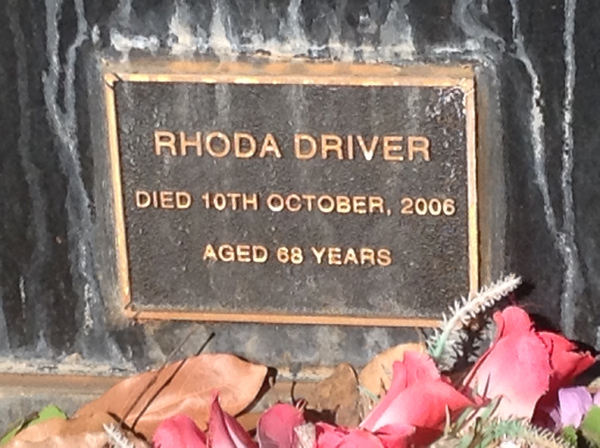 RHODA DRIVER
DIED 10TH OCTOBER, 2006
AGED 68 YEARS